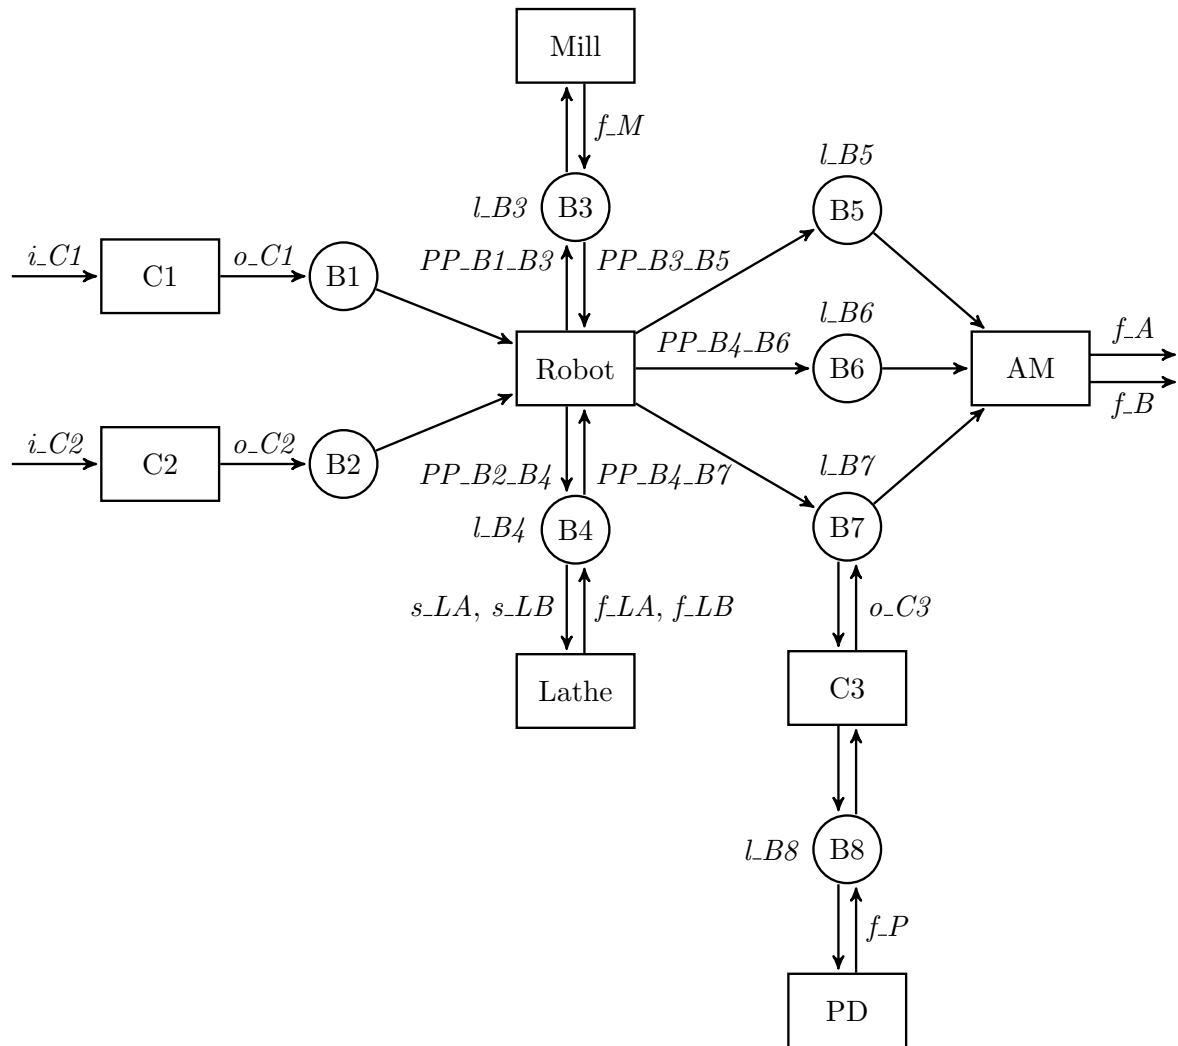 Mill
f_M
l_B5
l_B3
B3
B5
i_C1
o_C1
PP_B1_B3
PP_B3_B5
C1
B1
l_B6
f_A
PP_B4_B6
Robot
B6
AM
f_B
i_C2
o_C2
C2
B2
PP_B2_B4
PP_B4_B7
l_B7
l_B4
B4
B7
s_LA, s_LB
f_LA, f_LB
o_C3
Lathe
C3
l_B8
B8
f_P
PD